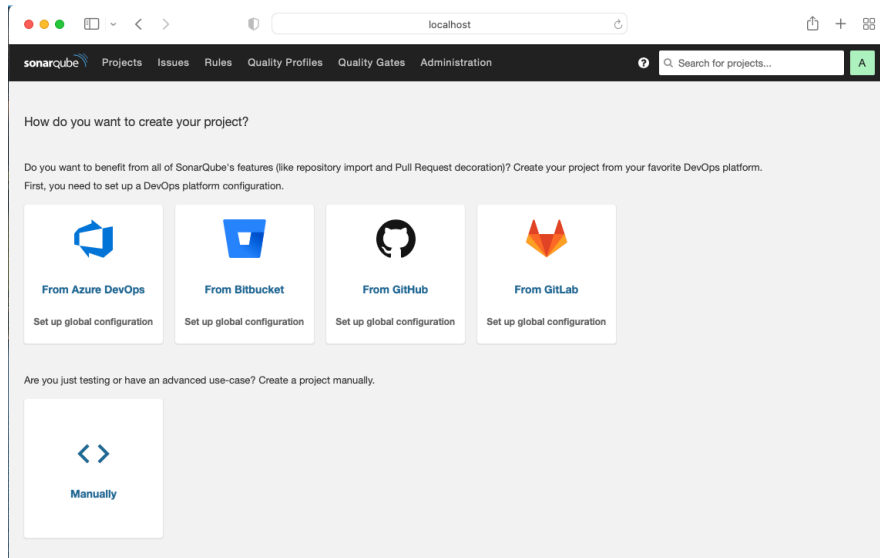 localhost
sonarqube Projects Issues Rules Quality Profiles Quality Gates Administration ? Search for projects... A
How do you want to create your project?
Do you want to benefit from all of SonarQube's features (like repository import and Pull Request decoration)? Create your project from your favorite DevOps platform.
First, you need to set up a DevOps platform configuration.
From Azure DevOps From Bitbucket From GitHub From GitLab
Set up global configuration Set up global configuration Set up global configuration Set up global configuration
Are you just testing or have an advanced use-case? Create a project manually.
Manually